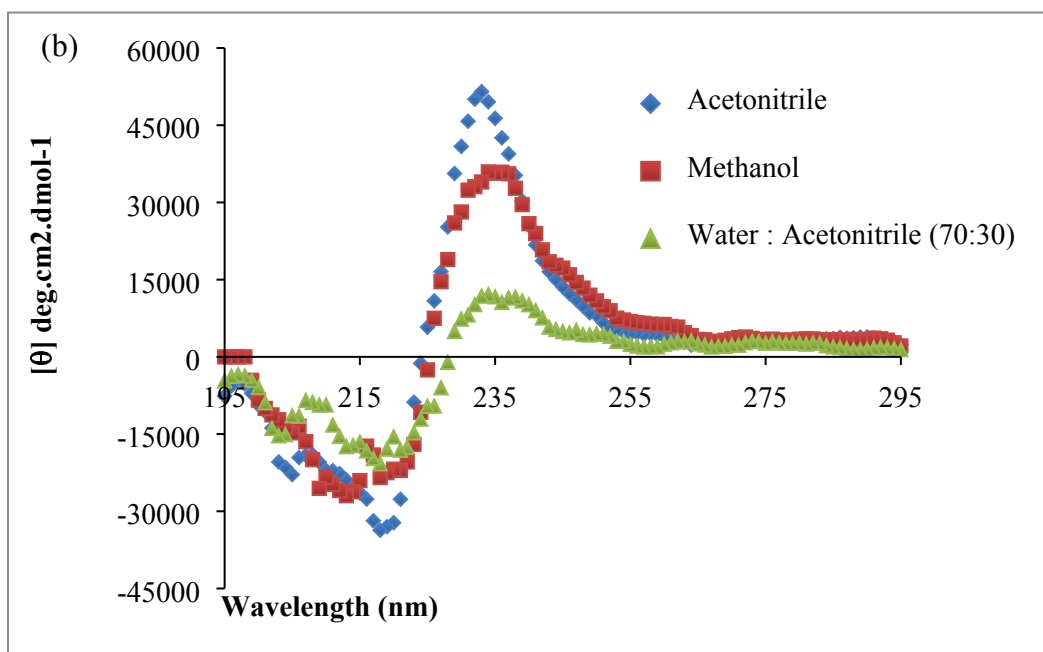 (b)
60000
45000
30000
15000
0
-15000
-30000
-45000
[θ] deg.cm2.dmol-1
Acetonitrile
Methanol
Water : Acetonitrile (70:30)
195 215 235 255 275 295
Wavelength (nm)